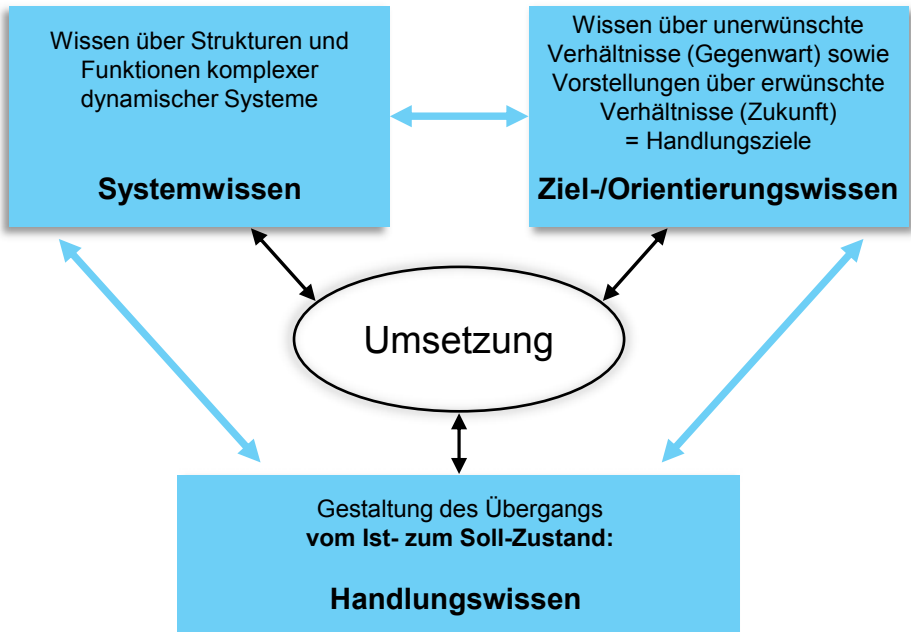 Wissen über Strukturen und
Funktionen komplexer
dynamischer Systeme
Systemwissen
Wissen über unerwünschte
Verhältnisse (Gegenwart) sowie
Vorstellungen über erwünschte
Verhältnisse (Zukunft)
= Handlungsziele
Ziel-/Orientierungswissen
Umsetzung
Gestaltung des Übergangs
vom Ist- zum Soll-Zustand:
Handlungswissen